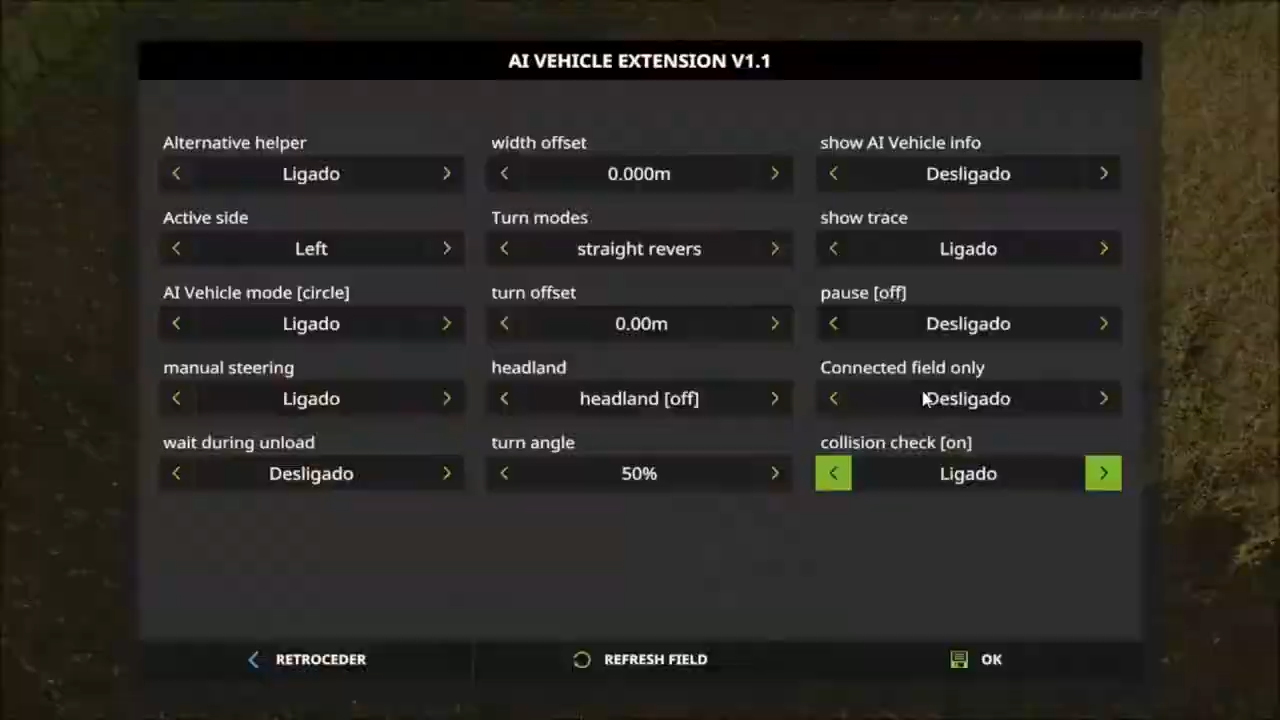 AI VEHICLE EXTENSION V1.1
Alternative helper
Ligado
Active side
Left
AI Vehicle mode [circle]
Ligado
manual steering
Ligado
wait during unload
Desligado
width offset
0.000m
Turn modes
straight revers
turn offset
0.00m
headland
headland [off]
turn angle
50%
show AI Vehicle info
Desligado
show trace
Ligado
pause [off]
Desligado
Connected field only
Desligado
collision check [on]
Ligado
RETROCEDER
REFRESH FIELD
OK